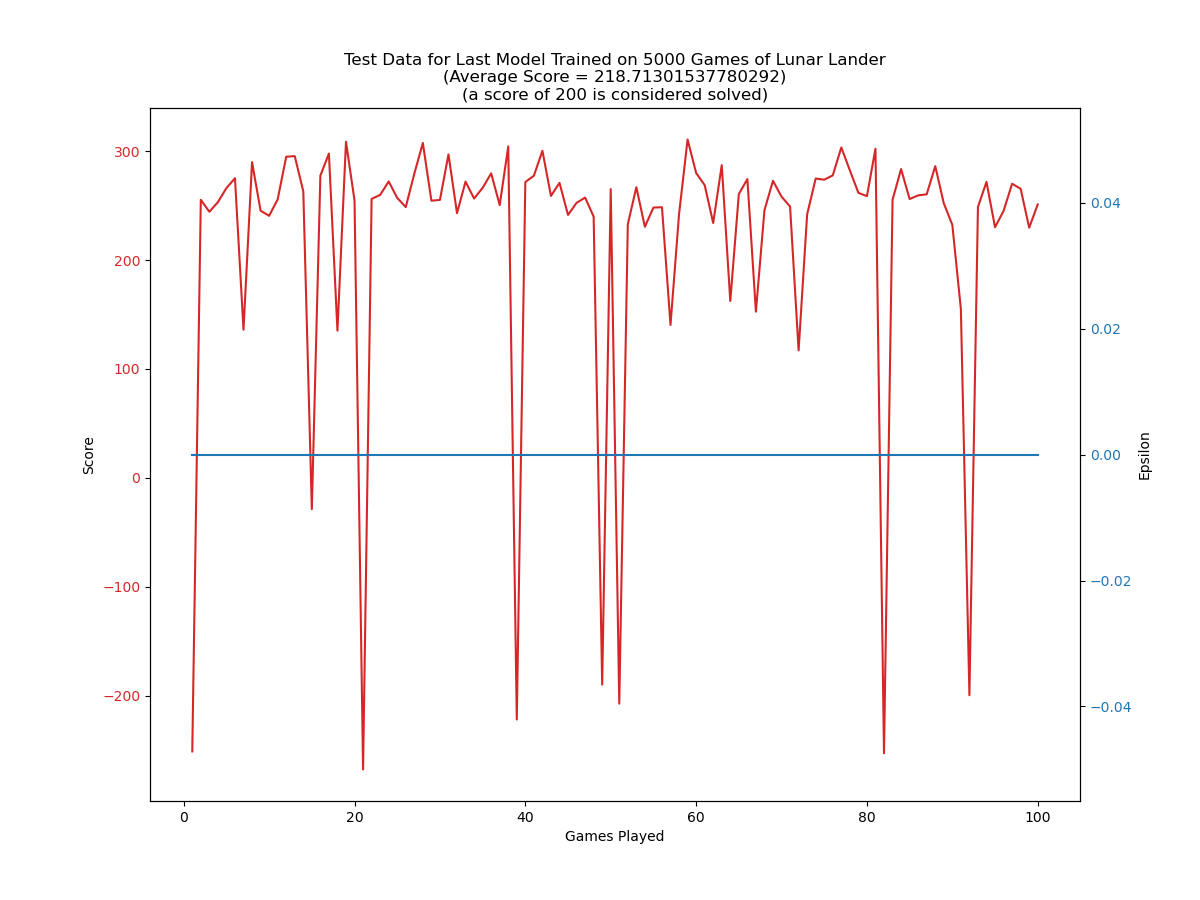 Test Data for Last Model Trained on 5000 Games of Lunar Lander
(Average Score = 218.71301537780292)
(a score of 200 is considered solved)
300
200
100
0
−100
−200
Score
0.04
0.02
0.00
−0.02
−0.04
Epsilon
0 20 40 60 80 100
Games Played